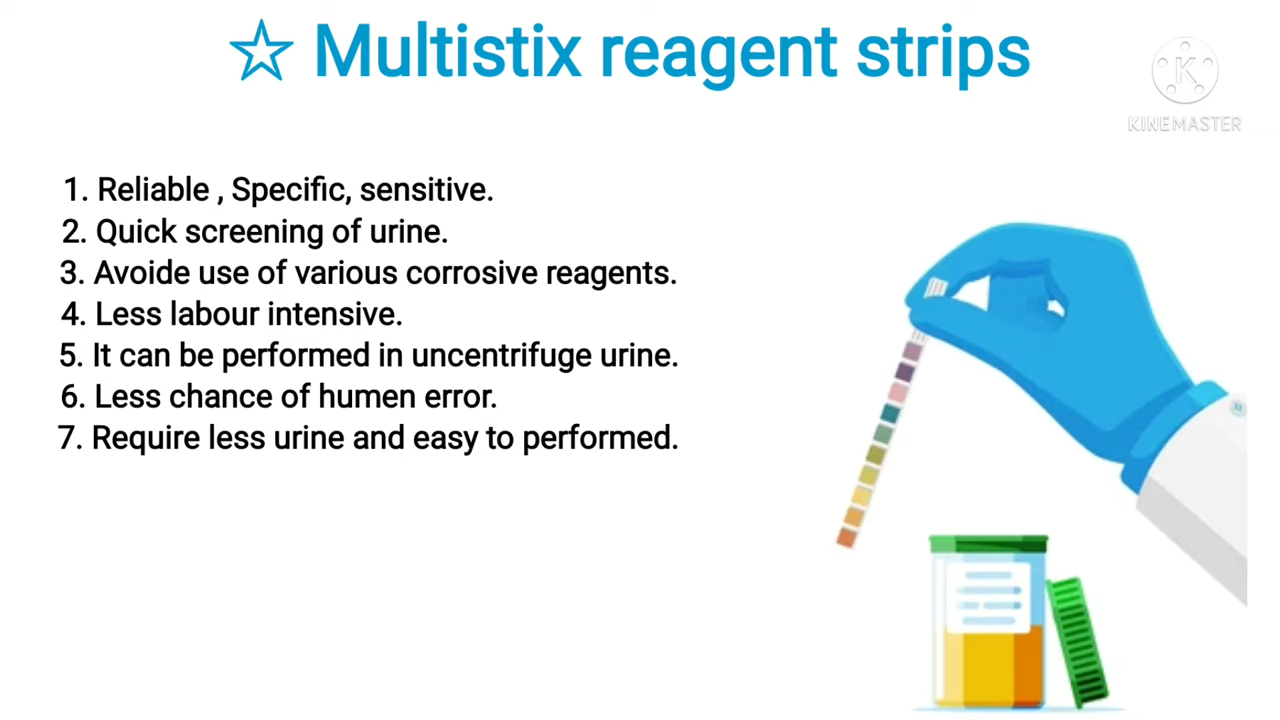 ☆ Multistix reagent strips
K
KINEMASTER
1. Reliable , Specific, sensitive.
2. Quick screening of urine.
3. Avoide use of various corrosive reagents.
4. Less labour intensive.
5. It can be performed in uncentrifuge urine.
6. Less chance of humen error.
7. Require less urine and easy to performed.